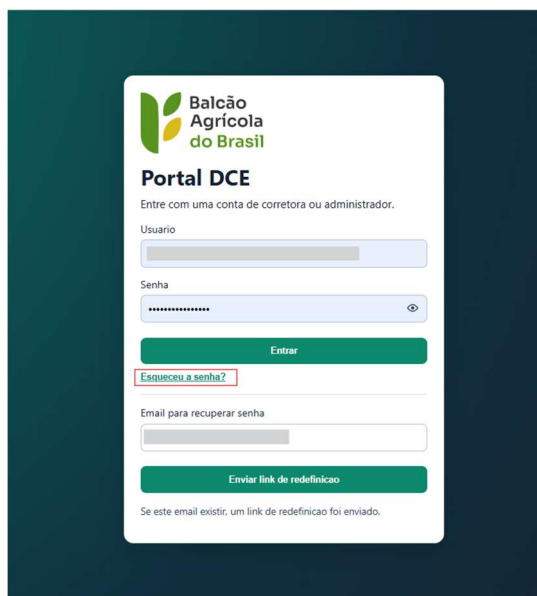 Balcão
Agrícola
do Brasil
Portal DCE
Entre com uma conta de corretora ou administrador.
Usuario
Senha
••••••••••••••••
Entrar
Esqueceu a senha?
Email para recuperar senha
Enviar link de redefinicao
Se este email existir, um link de redefinicao foi enviado.